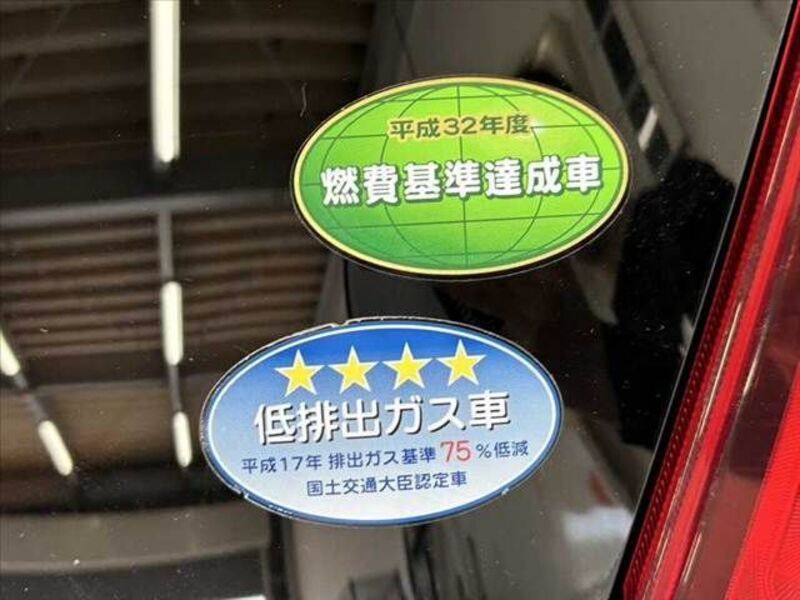 平成32年度
燃費基準達成車
低排出ガス車
平成17年 排出ガス基準75%低減
国土交通大臣認定車